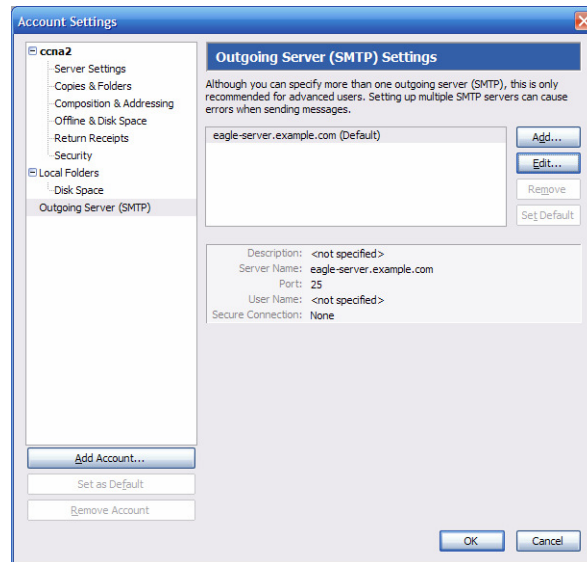 Account Settings
ccna2
Server Settings
Copies & Folders
Composition & Addressing
Offline & Disk Space
Return Receipts
Security
Local Folders
Disk Space
Outgoing Server (SMTP)
Add Account...
Set as Default
Remove Account
Outgoing Server (SMTP) Settings
Although you can specify more than one outgoing server (SMTP), this is only
recommended for advanced users. Setting up multiple SMTP servers can cause
errors when sending messages.
eagle-server.example.com (Default)
Add...
Edit...
Remove
Set Default
Description: <not specified>
Server Name: eagle-server.example.com
Port: 25
User Name: <not specified>
Secure Connection: None
OK
Cancel